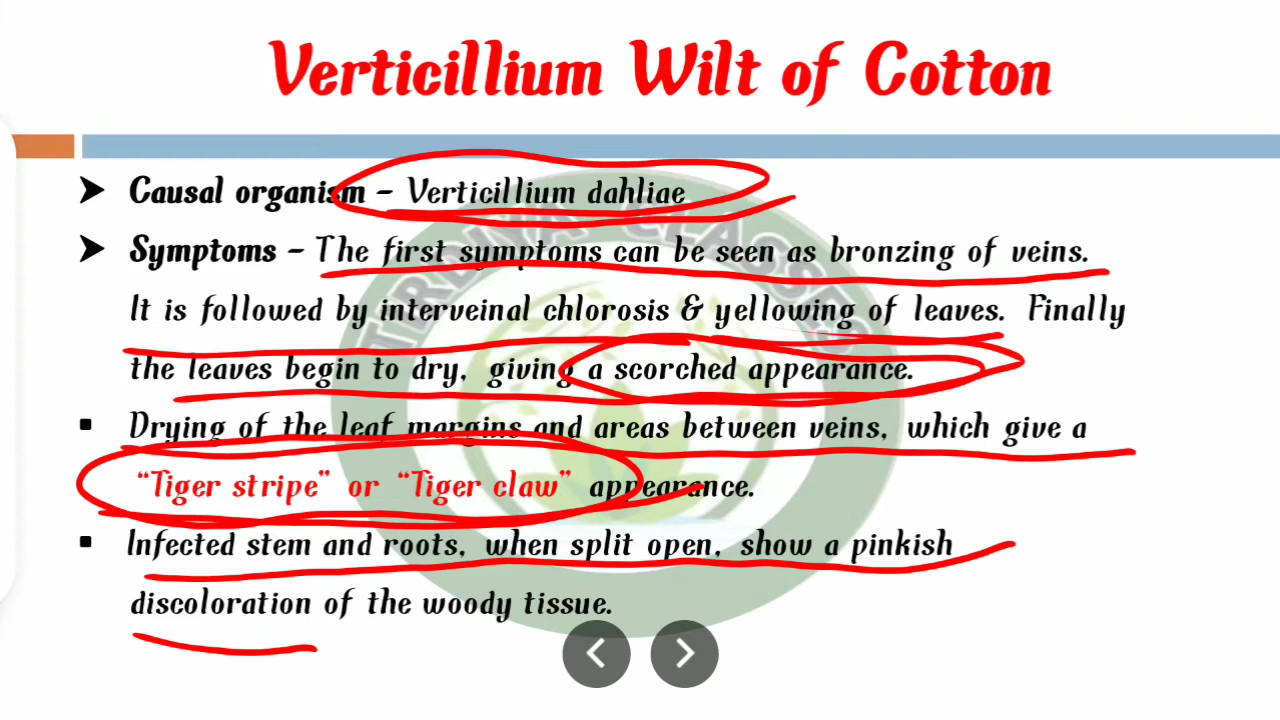 Verticillium Wilt of Cotton
➤ Causal organism – Verticillium dahliae
➤ Symptoms – The first symptoms can be seen as bronzing of veins.
It is followed by interveinal chlorosis & yellowing of leaves. Finally
the leaves begin to dry, giving a scorched appearance.
▪ Drying of the leaf margins and areas between veins, which give a
“Tiger stripe” or “Tiger claw” appearance.
▪ Infected stem and roots, when split open, show a pinkish
discoloration of the woody tissue.